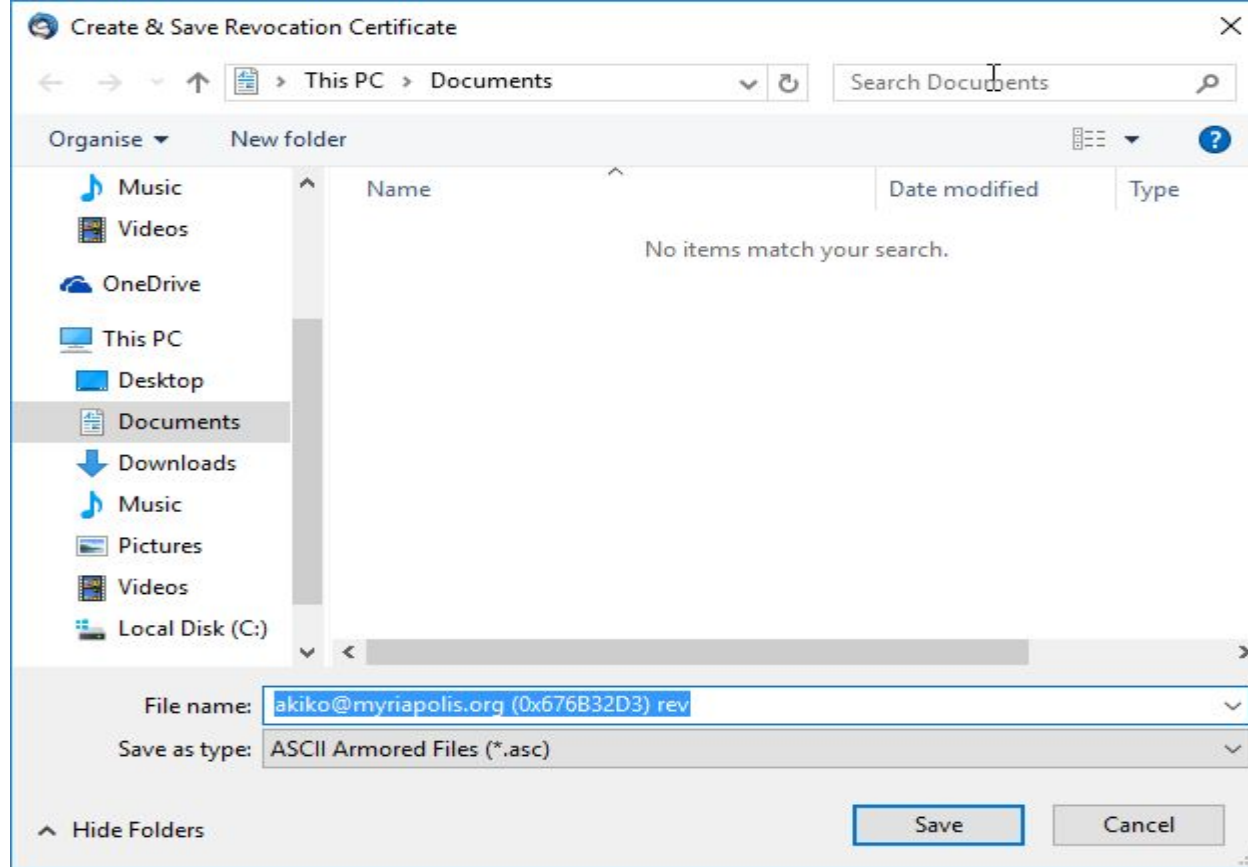 Create & Save Revocation Certificate
This PC > Documents
Search Documents
Organise
New folder
Name
Date modified
Type
Music
Videos
No items match your search.
OneDrive
This PC
Desktop
Documents
Downloads
Music
Pictures
Videos
Local Disk (C:)
File name: akiko@myriapolis.org (0x676B32D3) rev
Save as type: ASCII Armored Files (*.asc)
Hide Folders
Save
Cancel